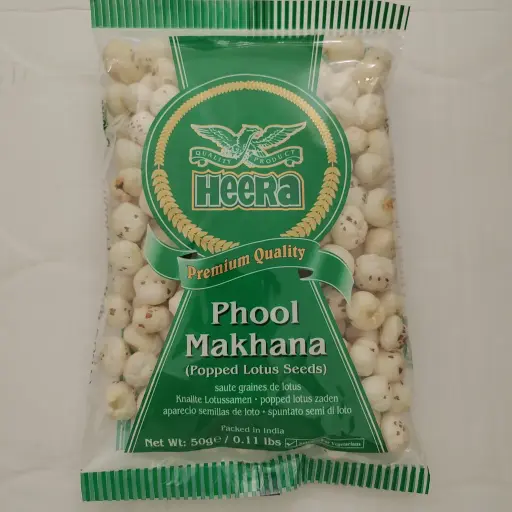 QUALITY PRODUCT
HEERA
Premium Quality
Phool
Makhana
(Popped Lotus Seeds)
saute graines de lotus
Knallte Lotussamen • popped lotus zaden
aparecio semillas de loto • spuntato semi di loto
Packed in India
Net Wt: 50g e / 0.11 lbs